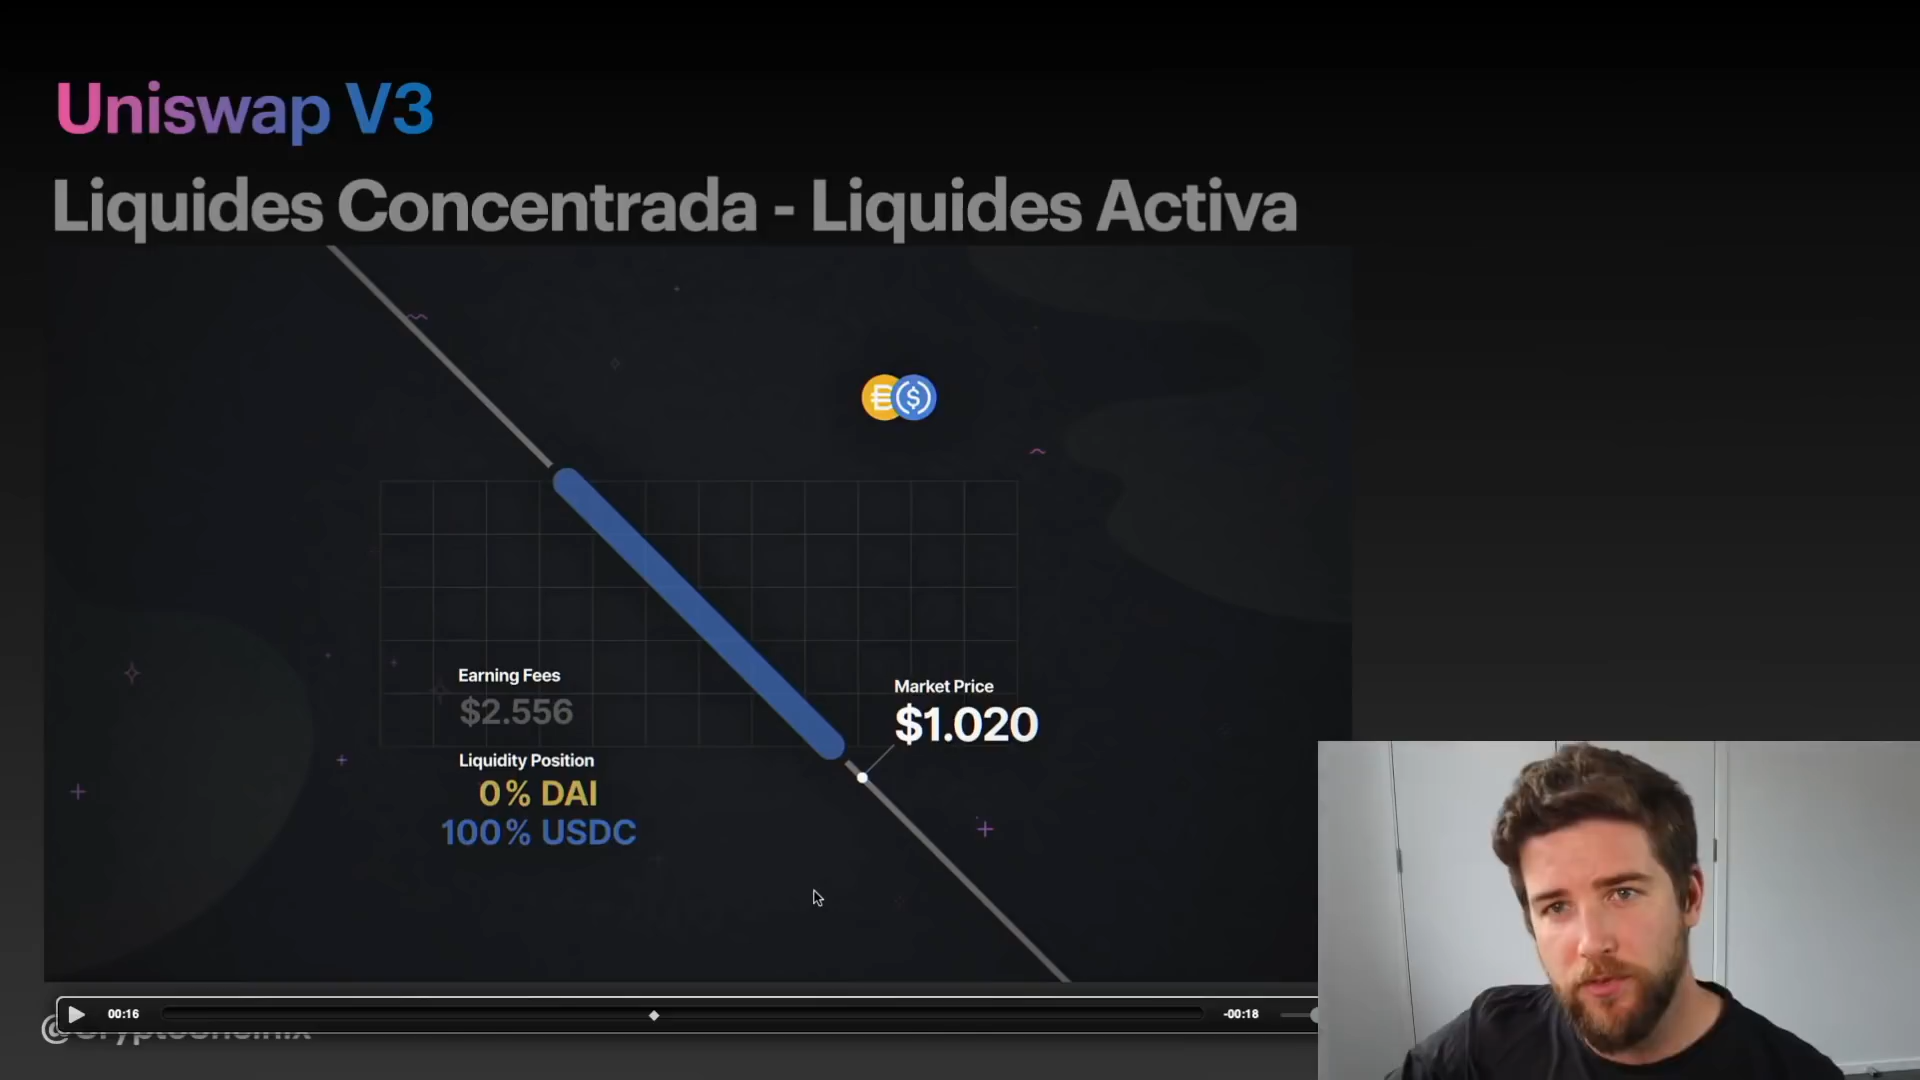 Uniswap V3
Liquides Concentrada - Liquides Activa
Earning Fees
$2.556
Market Price
$1.020
Liquidity Position
0% DAI
100% USDC
00:16
-00:18